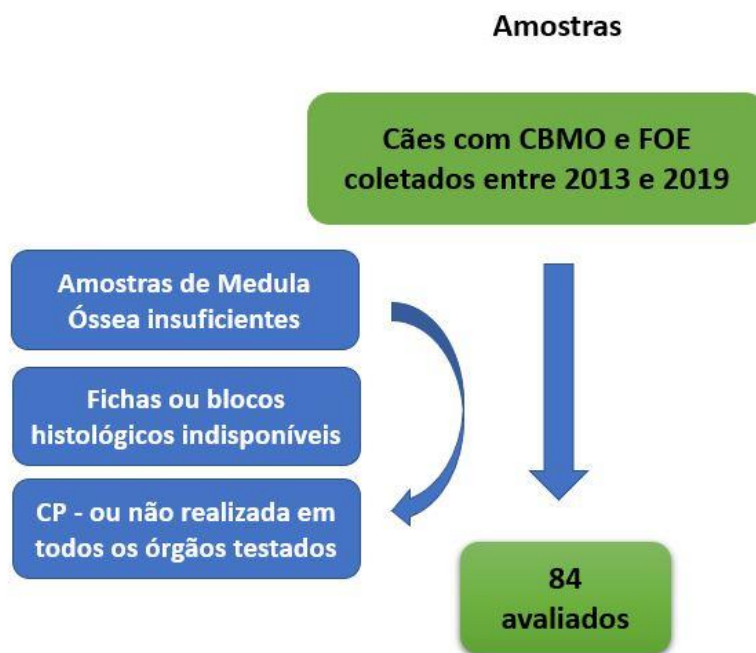 Amostras
Cães com CBMO e FOE
coletados entre 2013 e 2019
Amostras de Medula
Óssea insuficientes
Fichas ou blocos
histológicos indisponíveis
CP - ou não realizada em
todos os órgãos testados
84
avaliados